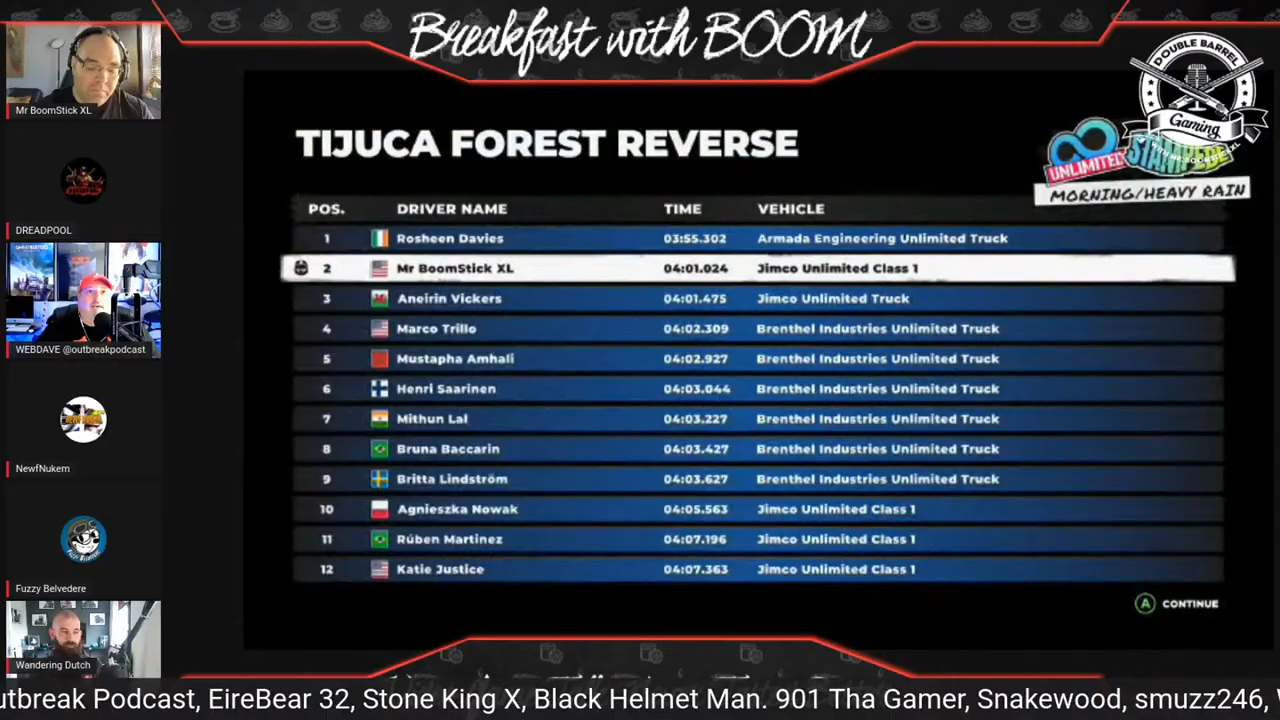 Breakfast with BOOM
Mr BoomStick XL
DREADPOOL
WEBDAVE @outbreakpodcast
NewfNukem
Fuzzy Belvedere
Wandering Dutch
DOUBLE BARREL
Gaming
WITH MR.BOOMSTICK XL
TIJUCA FOREST REVERSE
UNLIMITED STAMPEDE
MORNING/HEAVY RAIN
POS. DRIVER NAME TIME VEHICLE
1 Rosheen Davies 03:55.302 Armada Engineering Unlimited Truck
2 Mr BoomStick XL 04:01.024 Jimco Unlimited Class 1
3 Aneirin Vickers 04:01.475 Jimco Unlimited Truck
4 Marco Trillo 04:02.309 Brenthel Industries Unlimited Truck
5 Mustapha Amhali 04:02.927 Brenthel Industries Unlimited Truck
6 Henri Saarinen 04:03.044 Brenthel Industries Unlimited Truck
7 Mithun Lal 04:03.227 Brenthel Industries Unlimited Truck
8 Bruna Baccarin 04:03.427 Brenthel Industries Unlimited Truck
9 Britta Lindström 04:03.627 Brenthel Industries Unlimited Truck
10 Agnieszka Nowak 04:05.563 Jimco Unlimited Class 1
11 Rúben Martinez 04:07.196 Jimco Unlimited Class 1
12 Katie Justice 04:07.363 Jimco Unlimited Class 1
A CONTINUE
utbreak Podcast, EireBear 32, Stone King X, Black Helmet Man. 901 Tha Gamer, Snakewood, smuzz246,